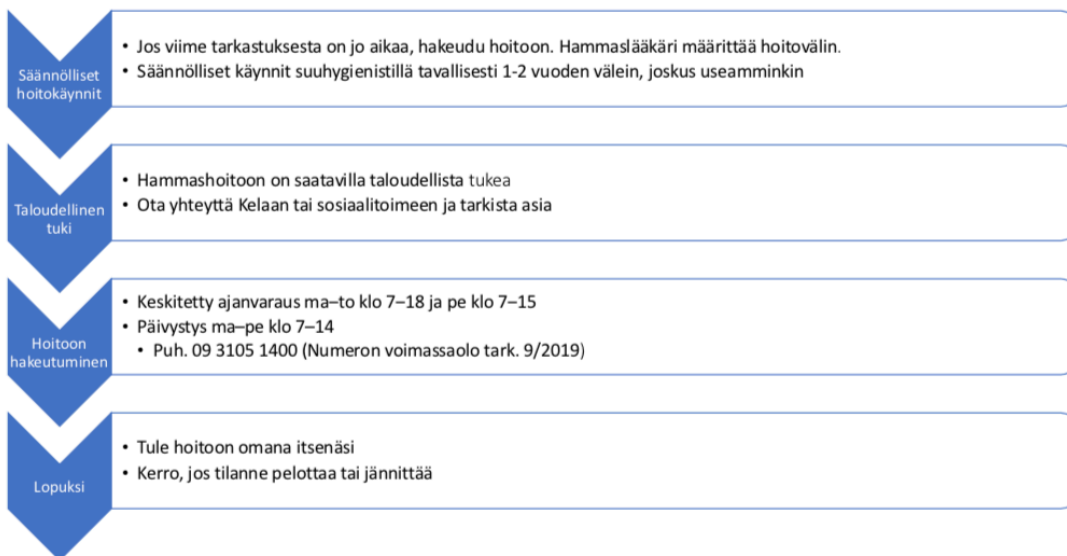 Säännölliset
hoitokäynnit
• Jos viime tarkastuksesta on jo aikaa, hakeudu hoitoon. Hammaslääkäri määrittää hoitovälin.
• Säännölliset käynnit suuhygienistillä tavallisesti 1-2 vuoden välein, joskus useamminkin
Taloudellinen
tuki
• Hammashoitoon on saatavilla taloudellista tukea
• Ota yhteyttä Kelaan tai sosiaalitoimeen ja tarkista asia
Hoitoon
hakeutuminen
• Keskitetty ajanvaraus ma–to klo 7–18 ja pe klo 7–15
• Päivystys ma–pe klo 7–14
• Puh. 09 3105 1400 (Numeron voimassaolo tark. 9/2019)
Lopuksi
• Tule hoitoon omana itsenäsi
• Kerro, jos tilanne pelottaa tai jännittää